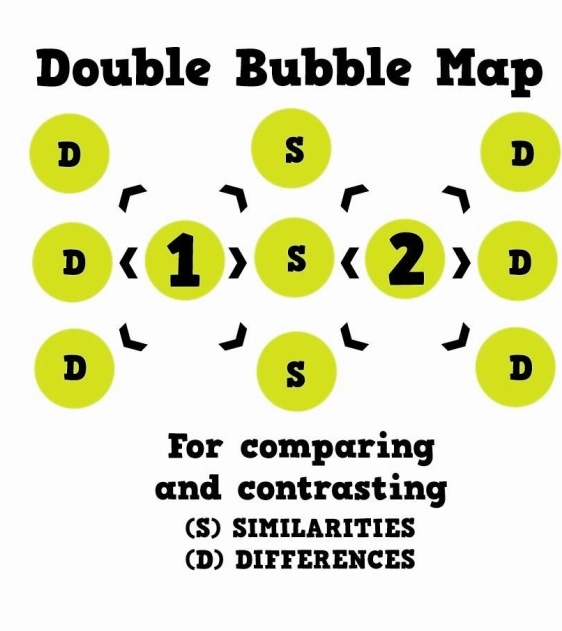 Double Bubble Map
D S D
D 1 S 2 D
D S D
For comparing
and contrasting
(S) SIMILARITIES
(D) DIFFERENCES